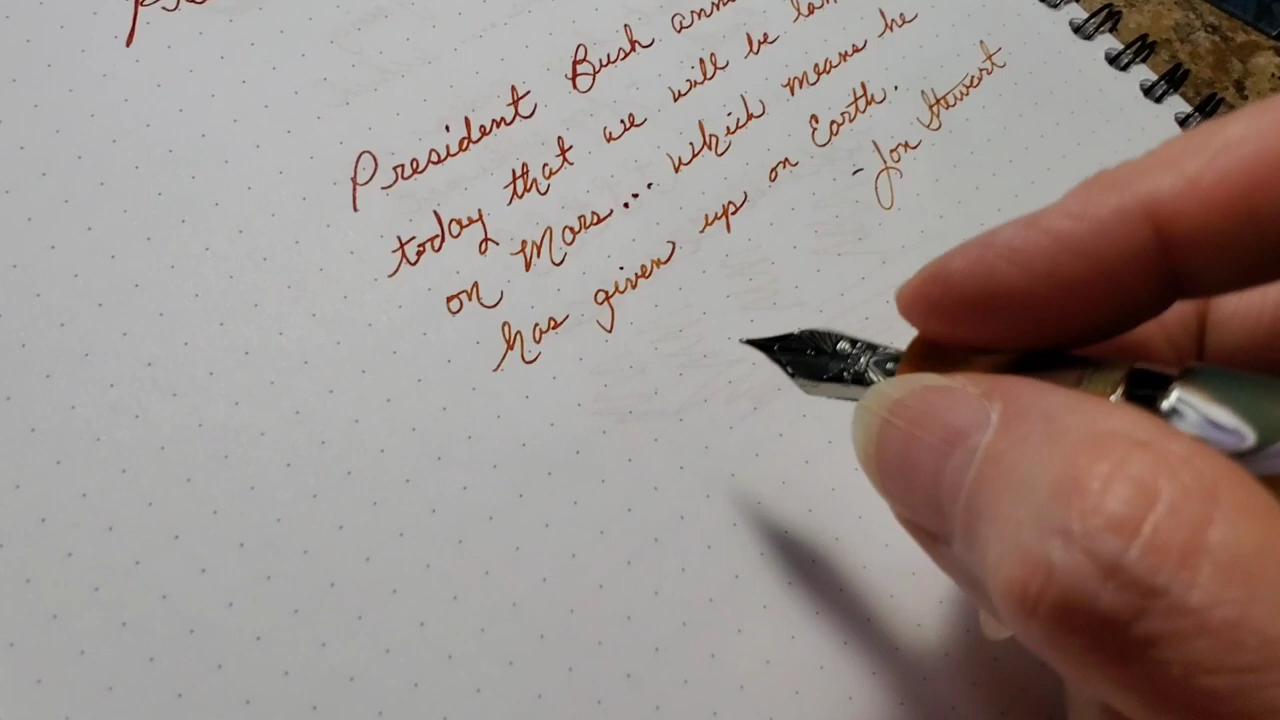 President Bush
today that we will be
on Mars... which means he
has given up on Earth.
-Jon Stewart